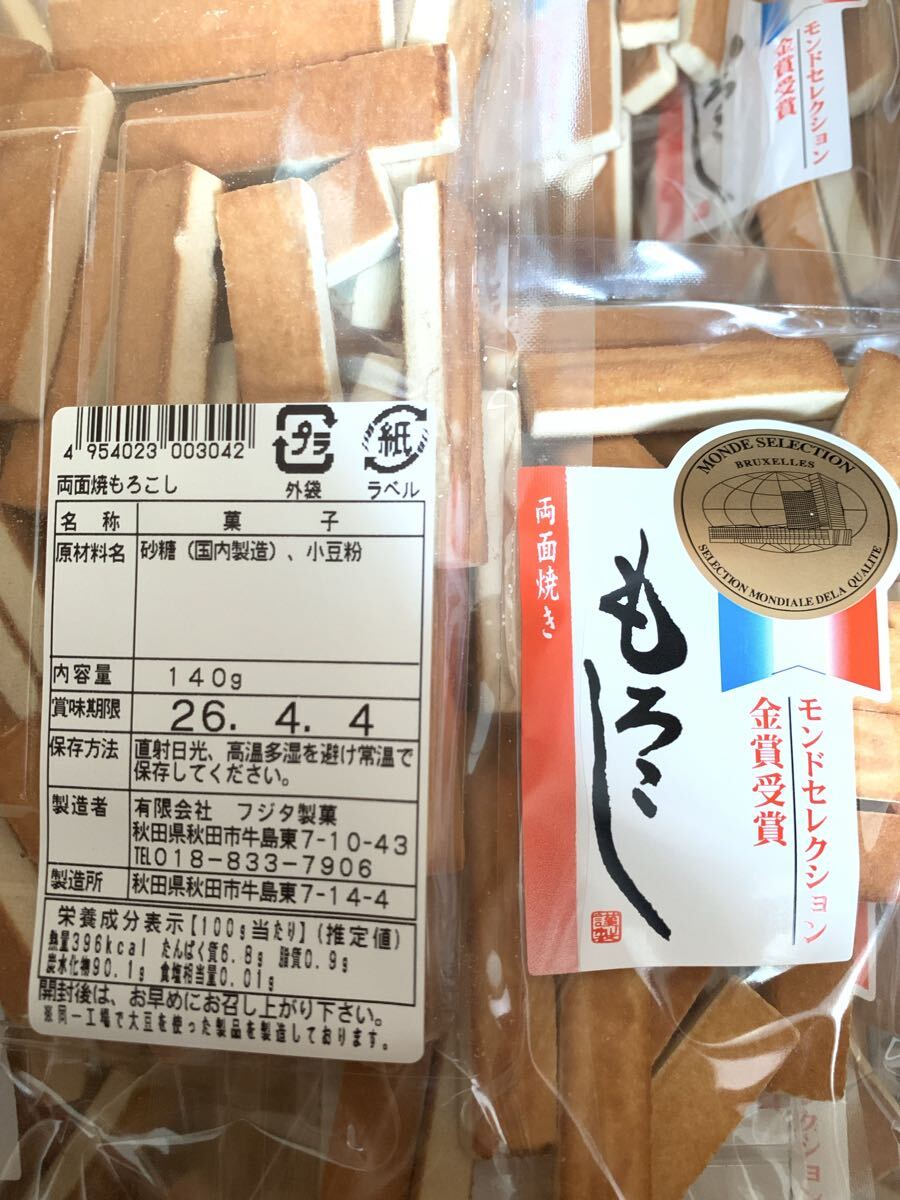 4 954023 003042
プラ
外袋
紙
ラベル
両面焼もろこし
名 称 菓 子
原材料名 砂糖（国内製造）、小豆粉
内容量 140g
賞味期限 26. 4. 4
保存方法 直射日光、高温多湿を避け常温で
保存してください。
製造者 有限会社 フジタ製菓
秋田県秋田市牛島東7-10-43
TEL018-833-7906
製造所 秋田県秋田市牛島東7-14-4
栄養成分表示【100g当たり】(推定値)
熱量396kcal たんぱく質6.8g 脂質0.9g
炭水化物90.1g 食塩相当量0.01g
開封後は、お早めにお召し上がり下さい。
※同一工場で大豆を使った製品を製造しております。
MONDE SELECTION
BRUXELLES
SELECTION MONDIALE DE LA QUALITE
両面焼き
もろこし
謹製
モンドセレクション
金賞受賞
モンドセレクション
金賞受賞
ろこし
クション